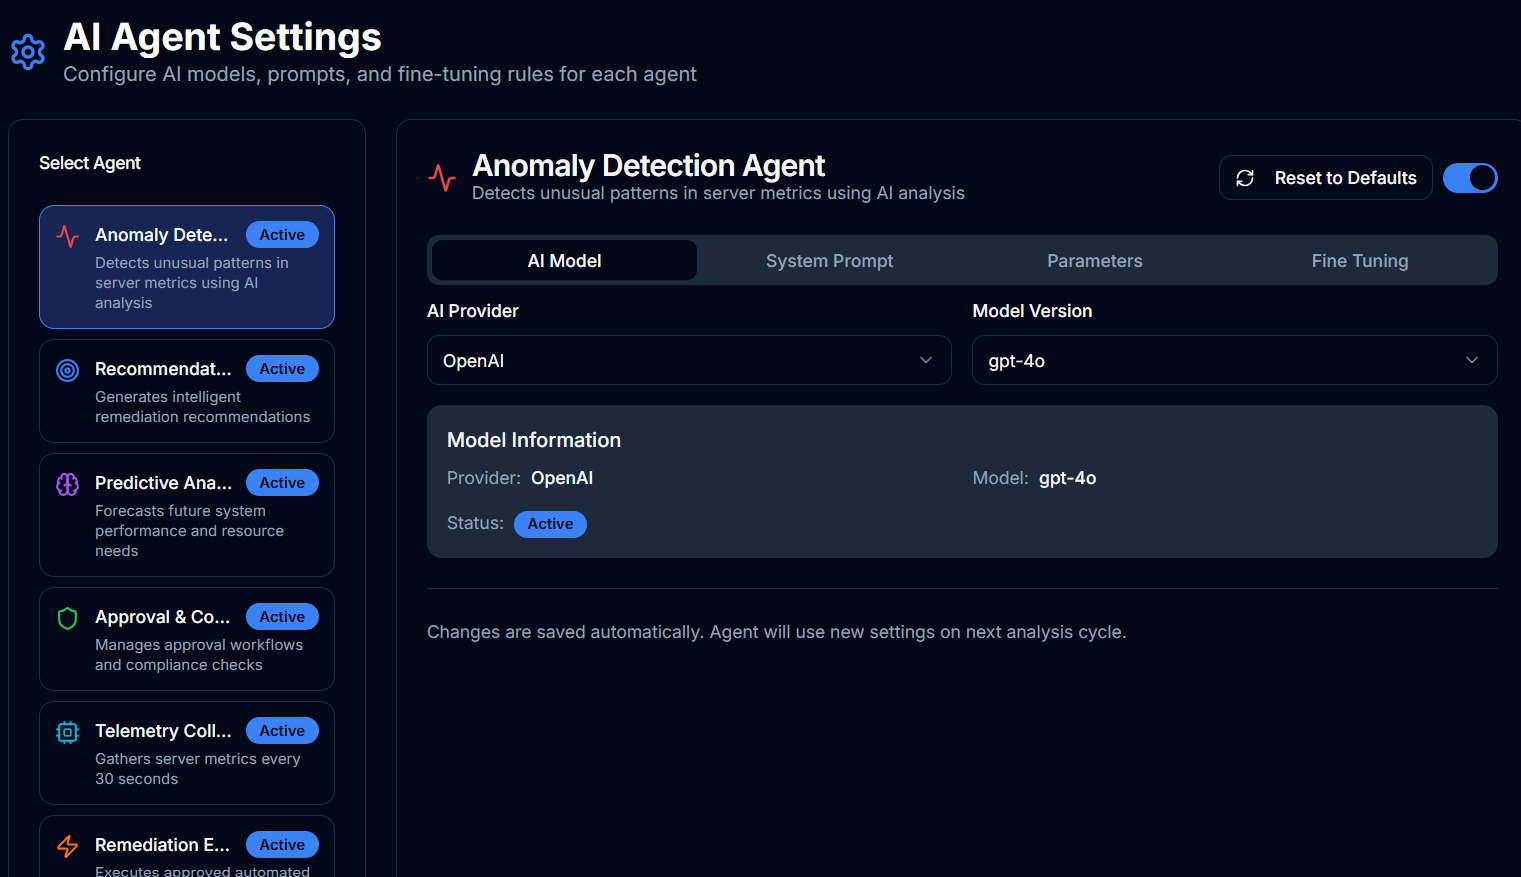 AI Agent Settings
Configure AI models, prompts, and fine-tuning rules for each agent
Select Agent
Anomaly Dete... Active
Detects unusual patterns in
server metrics using AI
analysis
Recommendat... Active
Generates intelligent
remediation recommendations
Predictive Ana... Active
Forecasts future system
performance and resource
needs
Approval & Co... Active
Manages approval workflows
and compliance checks
Telemetry Coll... Active
Gathers server metrics every
30 seconds
Remediation E... Active
Executes approved automated
Anomaly Detection Agent
Detects unusual patterns in server metrics using AI analysis
Reset to Defaults
AI Model System Prompt Parameters Fine Tuning
AI Provider Model Version
OpenAI gpt-4o
Model Information
Provider: OpenAI Model: gpt-4o
Status: Active
Changes are saved automatically. Agent will use new settings on next analysis cycle.